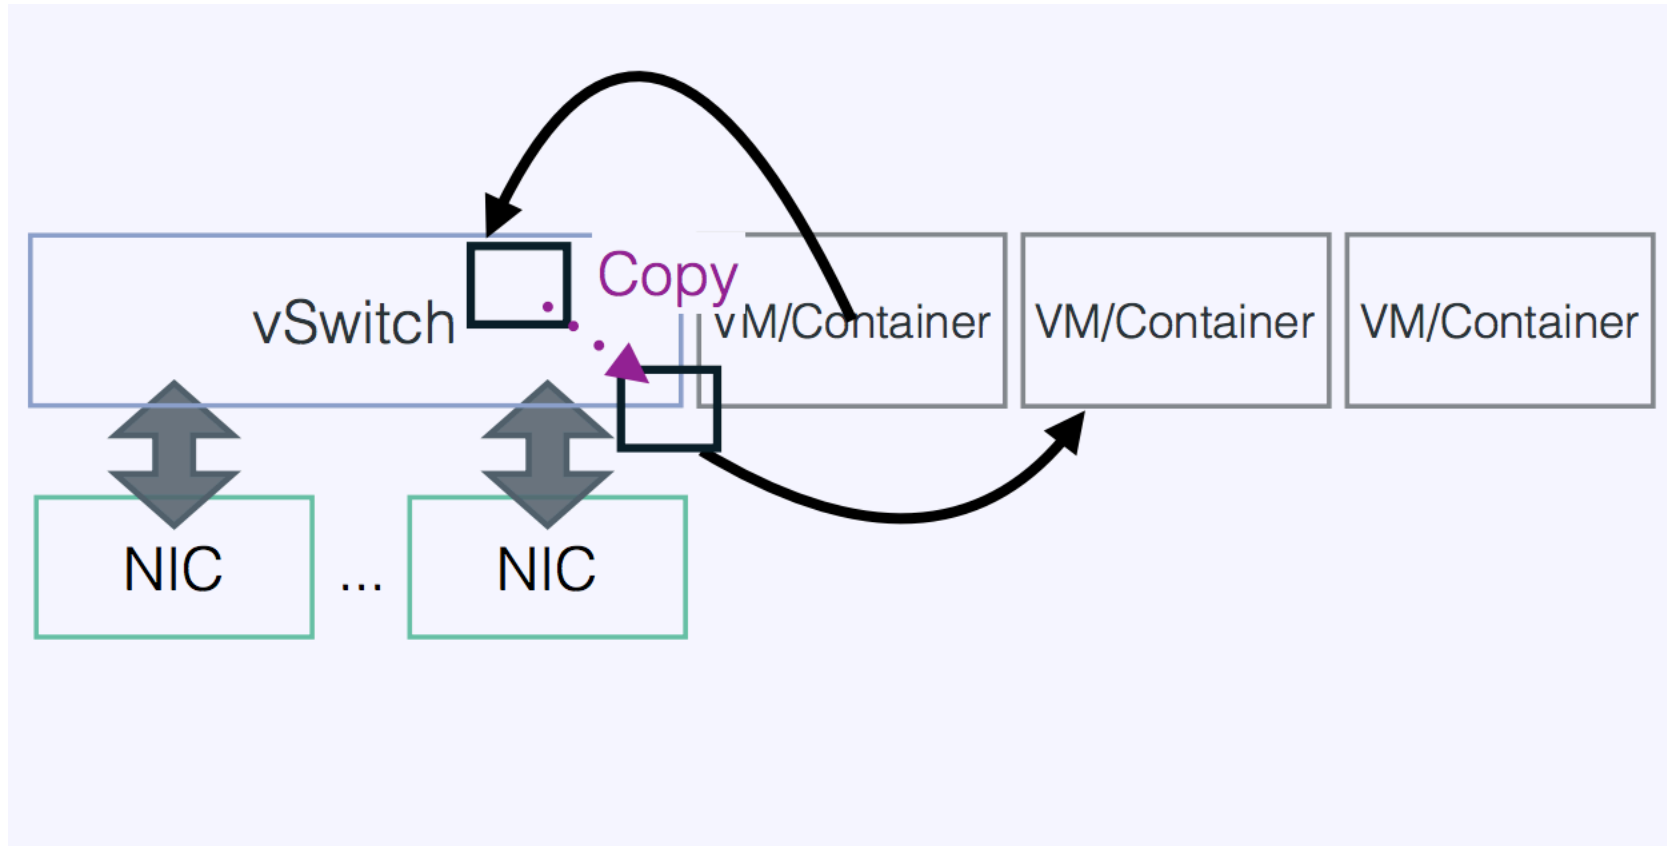 Copy
vSwitch
VM/Container
VM/Container
VM/Container
NIC
...
NIC